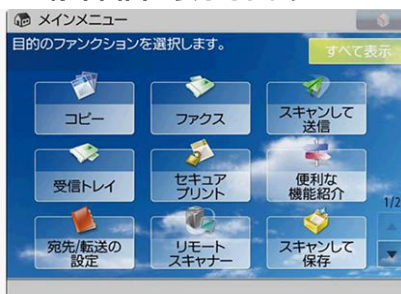 メインメニュー
目的のファンクションを選択します。
すべて表示
コピー
ファクス
スキャンして
送信
受信トレイ
セキュア
プリント
便利な
機能紹介
1/2
宛先/転送の
設定
リモート
スキャナー
スキャンして
保存